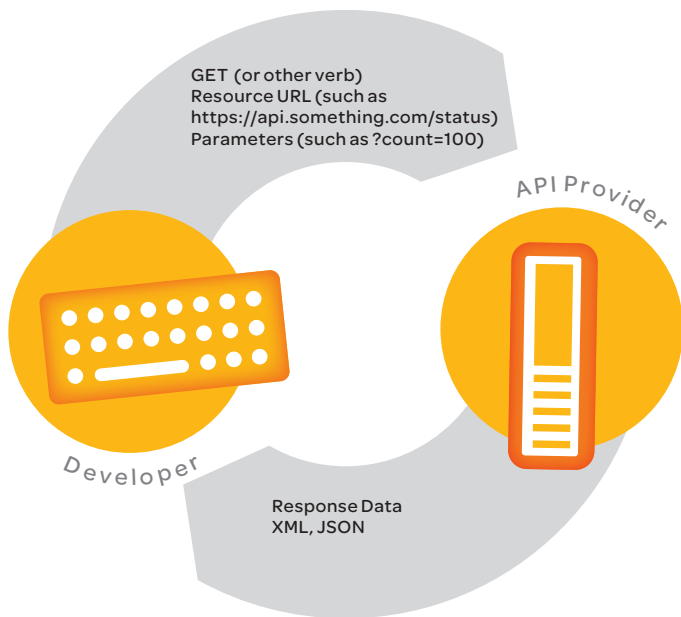 GET (or other verb)
Resource URL (such as
https://api.something.com/status)
Parameters (such as ?count=100)
API Provider
Developer
Response Data
XML, JSON